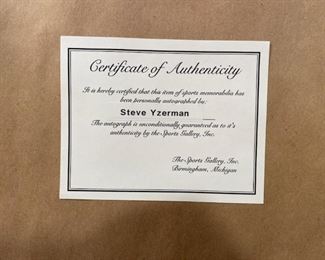 Certificate of Authenticity
It is hereby certified that this item of sports memorabilia has
been personally autographed by:
Steve Yzerman
The autograph is unconditionally guaranteed as to it's
authenticity by the Sports Gallery, Inc.
The Sports Gallery, Inc.
Birmingham, Michigan